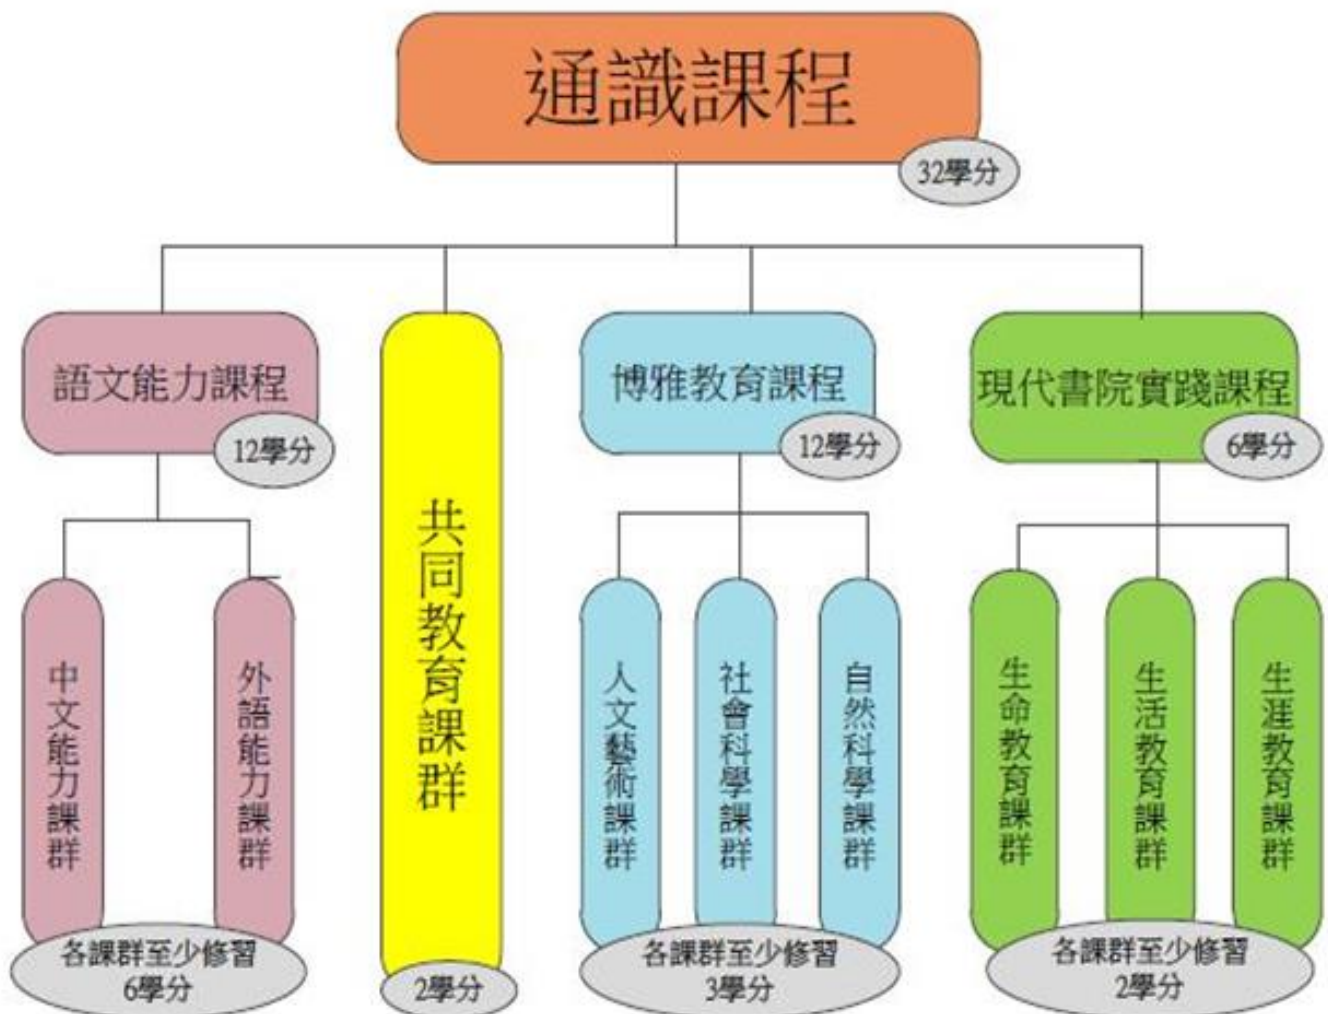 通識課程
32學分
語文能力課程
12學分
共同教育課群
2學分
博雅教育課程
12學分
現代書院實踐課程
6學分
中文能力課群
外語能力課群
各課群至少修習
6學分
人文藝術課群
社會科學課群
自然科學課群
各課群至少修習
3學分
生命教育課群
生活教育課群
生涯教育課群
各課群至少修習
2學分